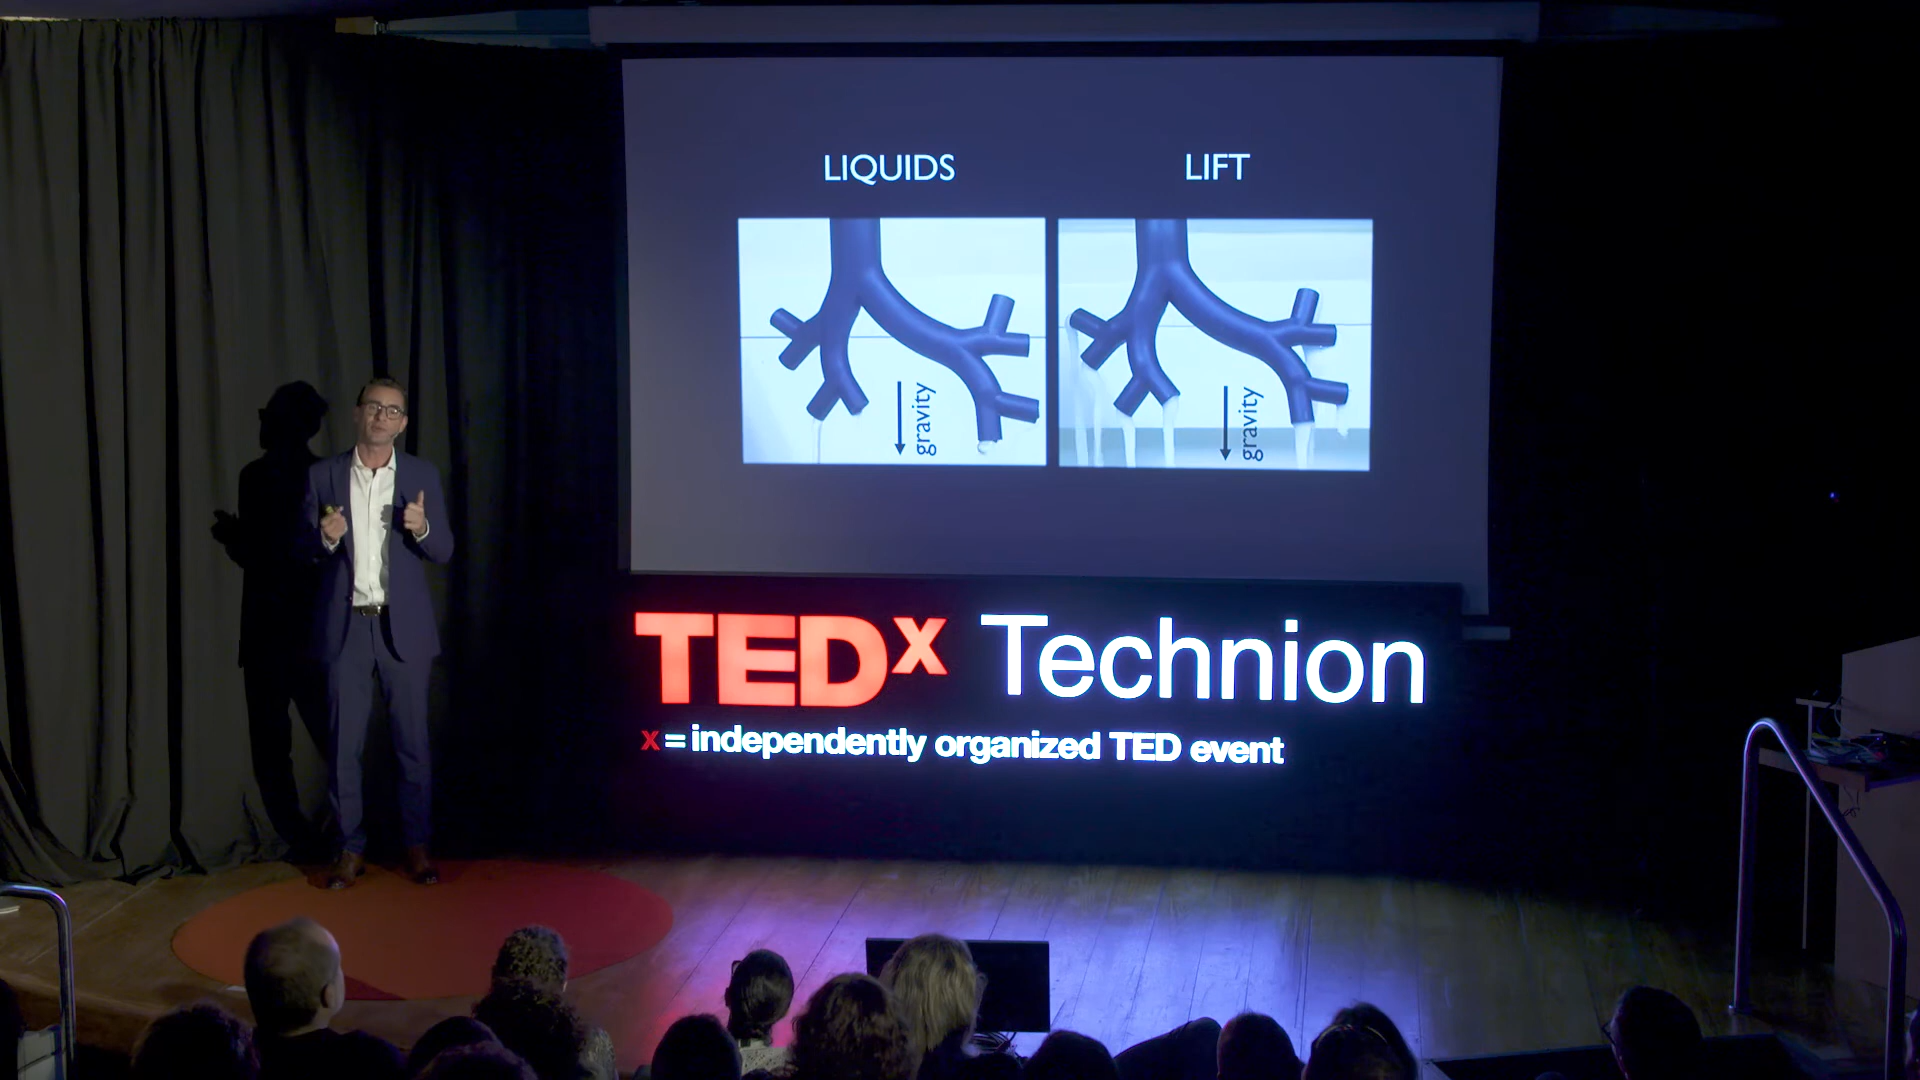 LIQUIDS
LIFT
gravity
gravity
TEDx Technion
x = independently organized TED event